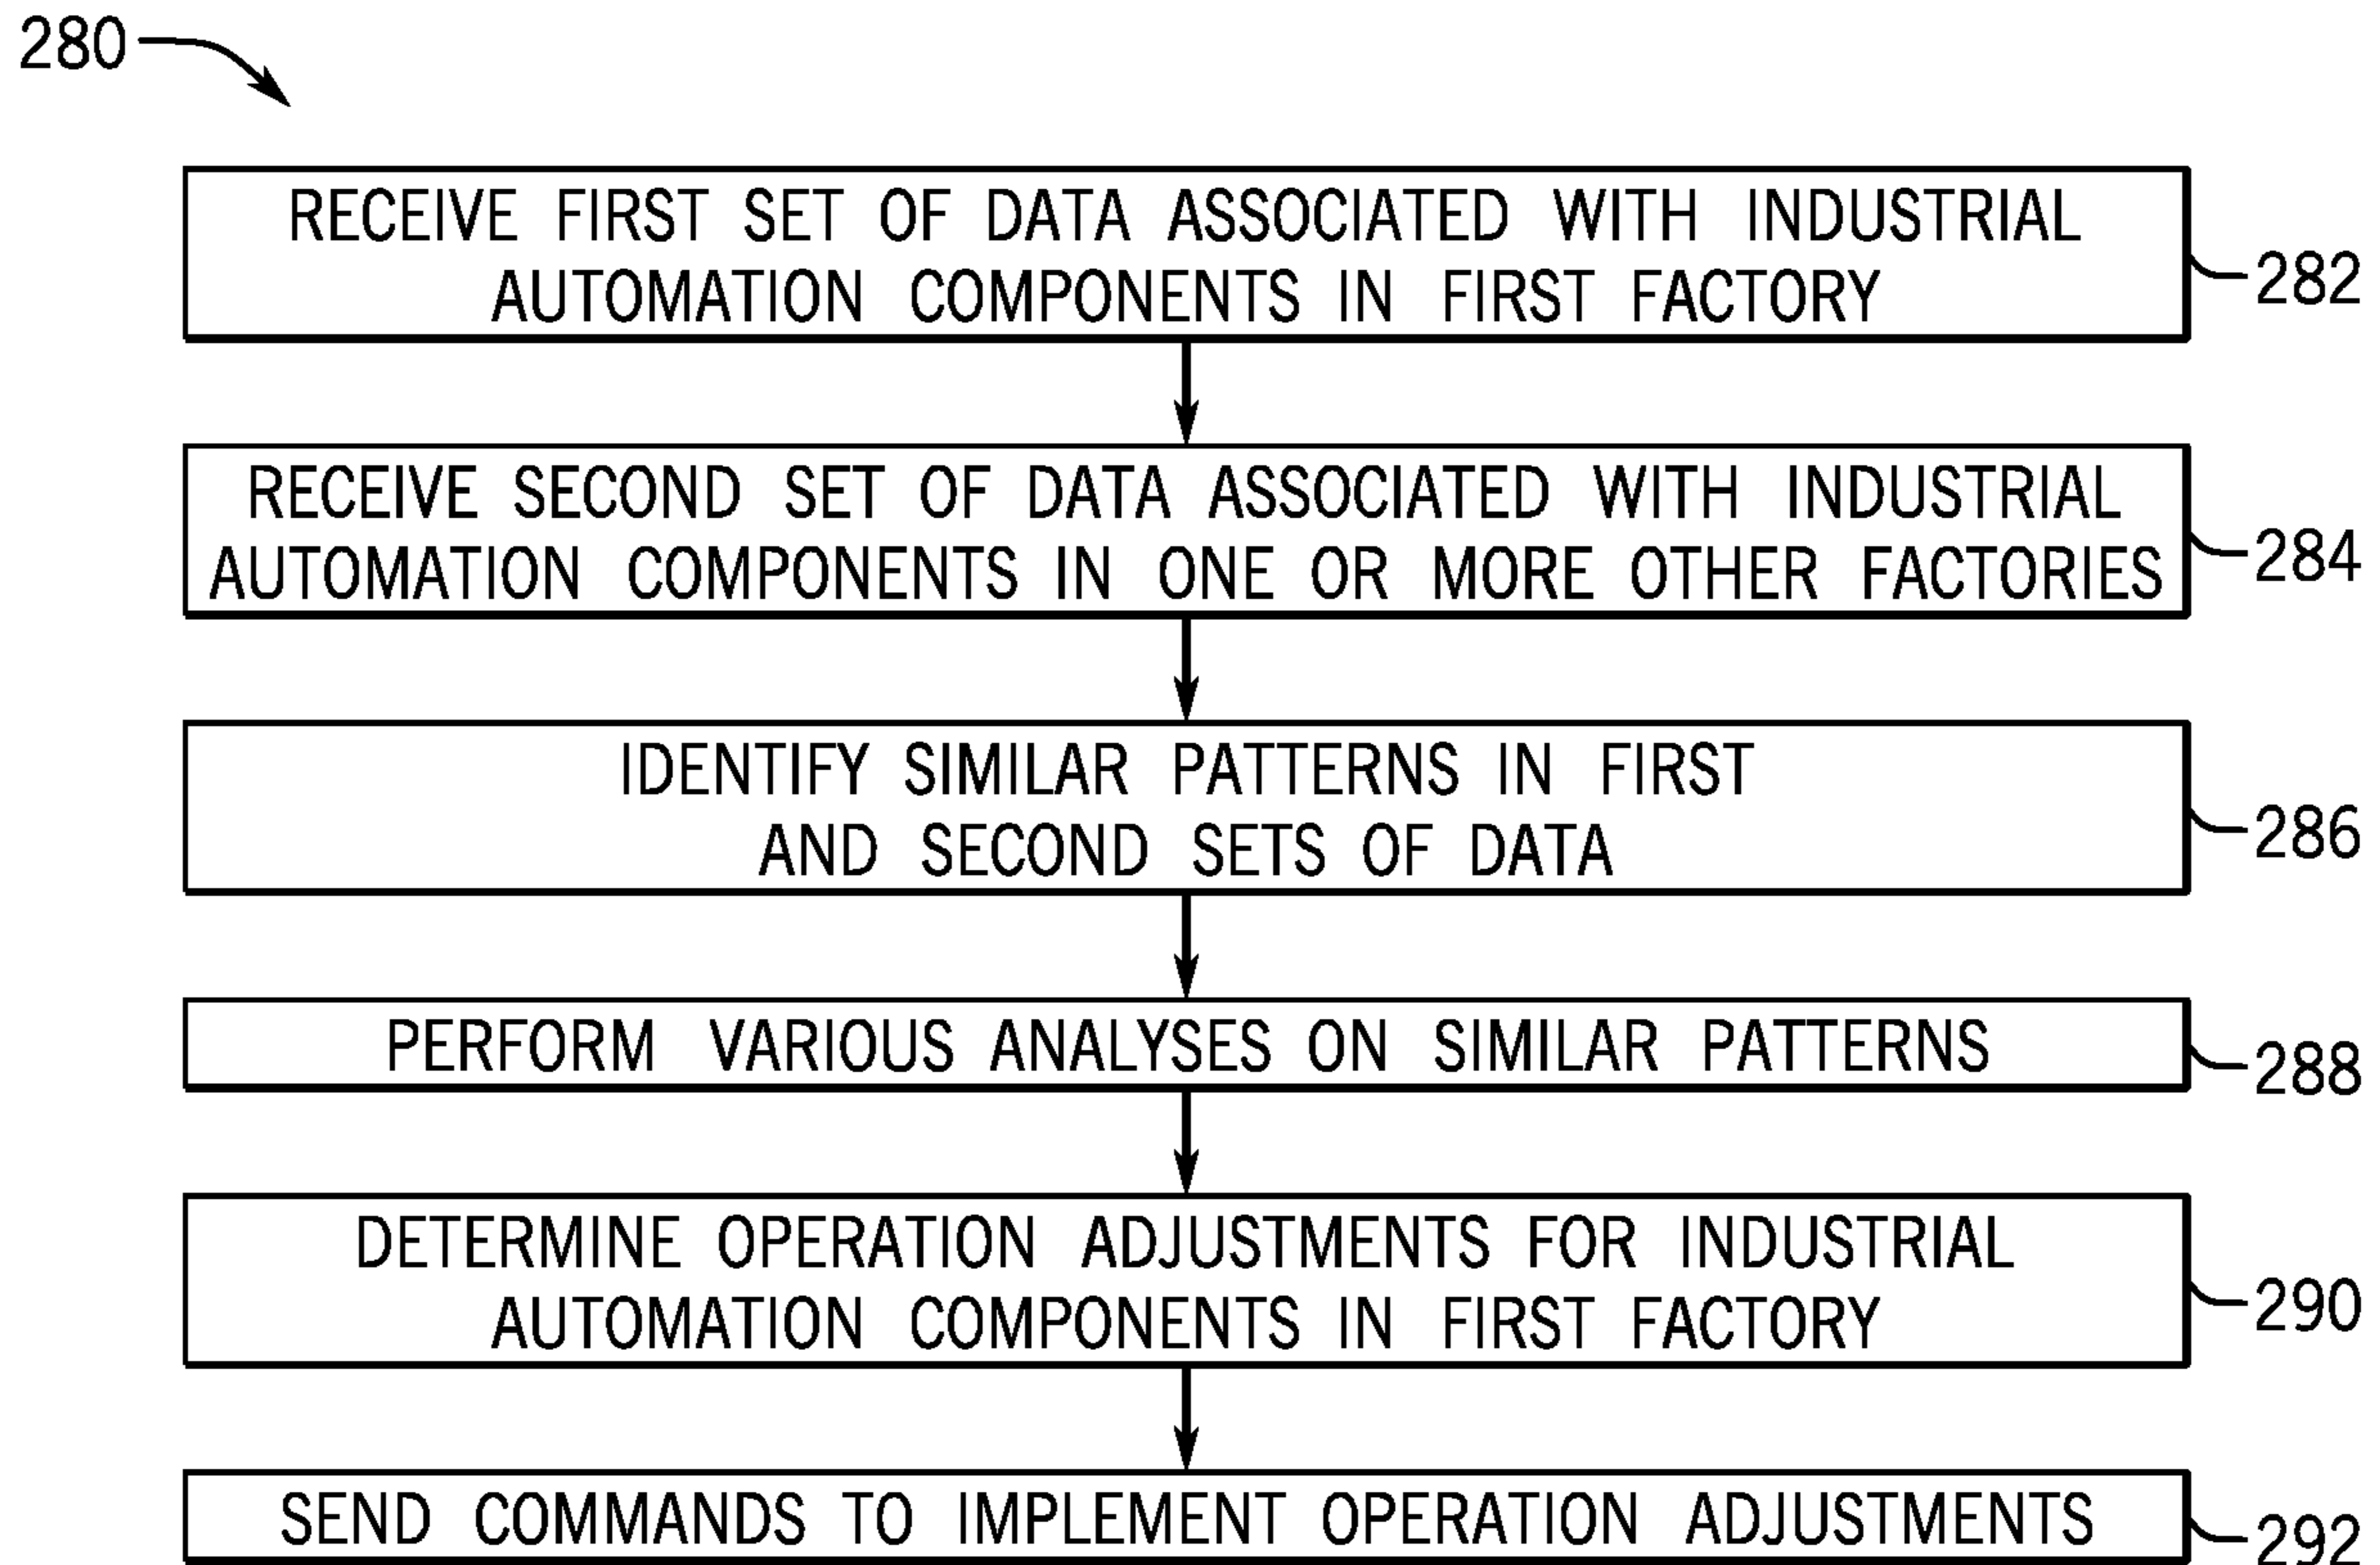 280
RECEIVE FIRST SET OF DATA ASSOCIATED WITH INDUSTRIAL
AUTOMATION COMPONENTS IN FIRST FACTORY
282
RECEIVE SECOND SET OF DATA ASSOCIATED WITH INDUSTRIAL
AUTOMATION COMPONENTS IN ONE OR MORE OTHER FACTORIES
284
IDENTIFY SIMILAR PATTERNS IN FIRST
AND SECOND SETS OF DATA
286
PERFORM VARIOUS ANALYSES ON SIMILAR PATTERNS
288
DETERMINE OPERATION ADJUSTMENTS FOR INDUSTRIAL
AUTOMATION COMPONENTS IN FIRST FACTORY
290
SEND COMMANDS TO IMPLEMENT OPERATION ADJUSTMENTS
292